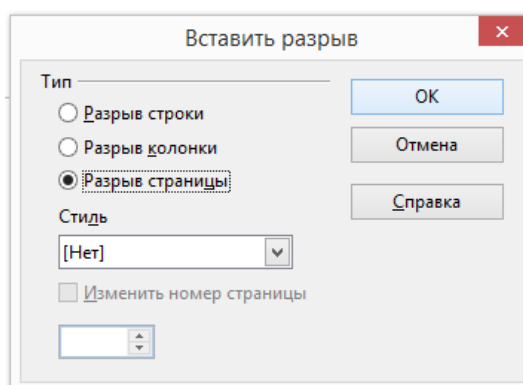 Вставить разрыв
Тип
Разрыв строки
Разрыв колонки
Разрыв страницы
Стиль
[Нет]
Изменить номер страницы
OK
Отмена
Справка